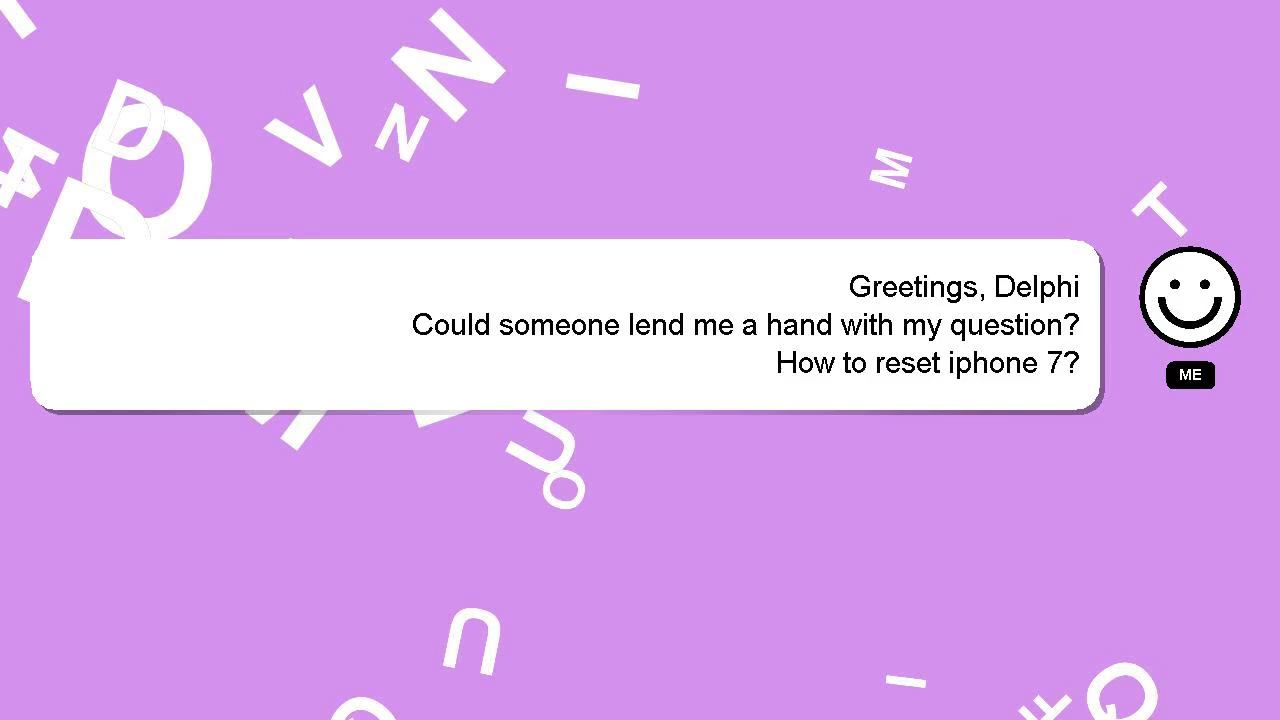 Greetings, Delphi
Could someone lend me a hand with my question?
How to reset iphone 7?
ME